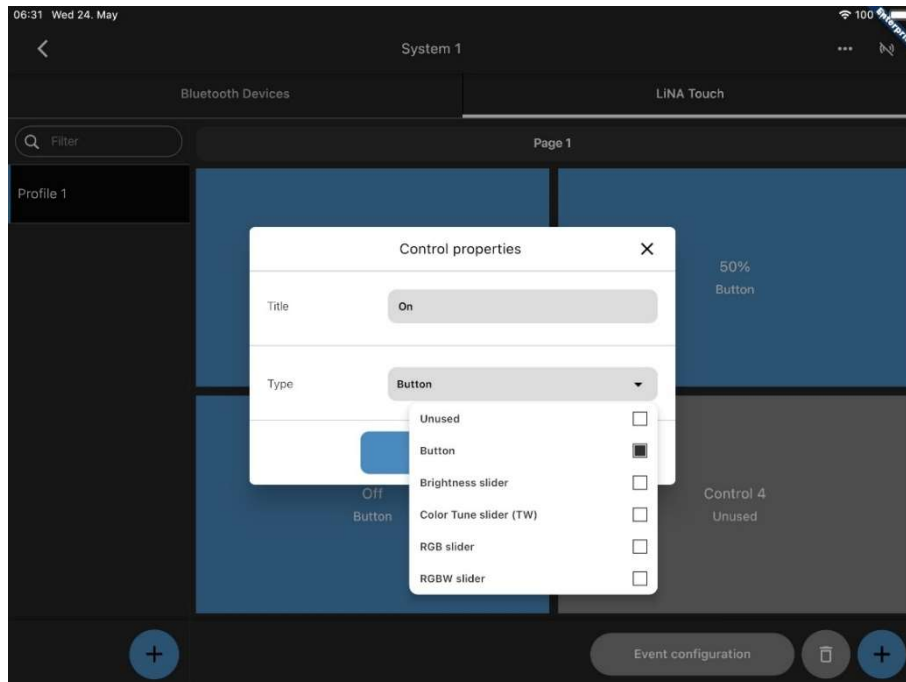 06:31 Wed 24. May
100
Enterpri
System 1
Bluetooth Devices
LiNA Touch
Filter
Page 1
Profile 1
Control properties
50%
Button
Title
On
Type
Button
Unused
Button
Brightness slider
Color Tune slider (TW)
RGB slider
RGBW slider
Off
Button
Control 4
Unused
Event configuration